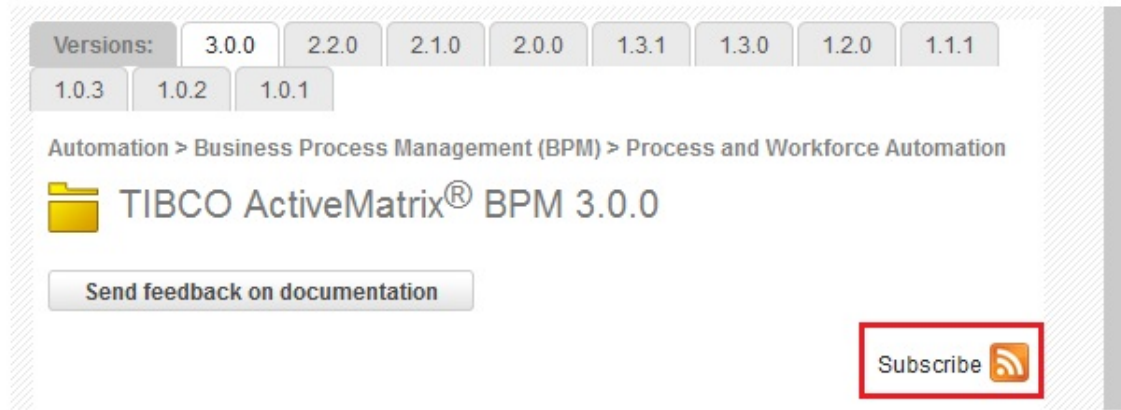 Versions: 3.0.0 2.2.0 2.1.0 2.0.0 1.3.1 1.3.0 1.2.0 1.1.1
1.0.3 1.0.2 1.0.1
Automation > Business Process Management (BPM) > Process and Workforce Automation
TIBCO ActiveMatrix® BPM 3.0.0
Send feedback on documentation
Subscribe